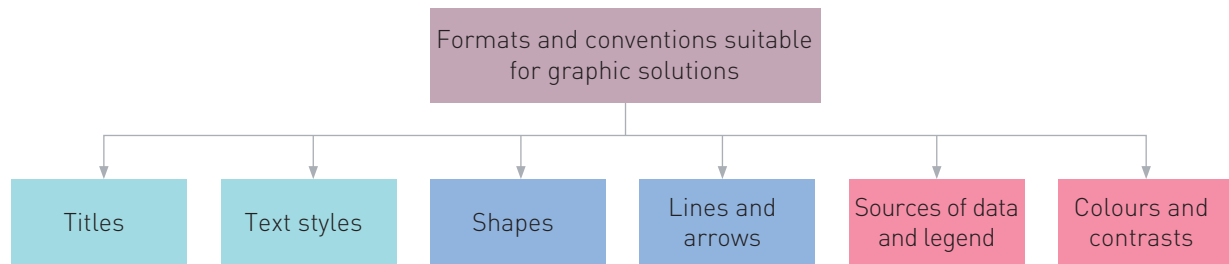 Formats and conventions suitable
for graphic solutions
Titles
Text styles
Shapes
Lines and
arrows
Sources of data
and legend
Colours and
contrasts